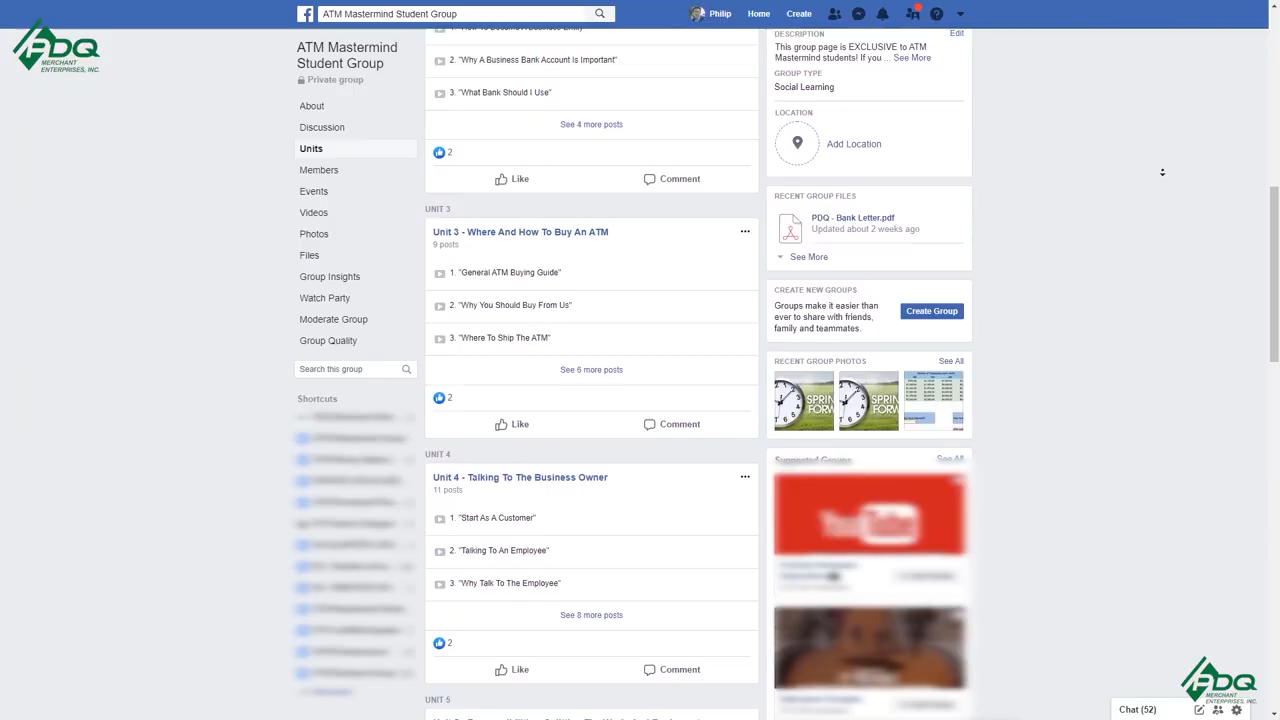 ATM Mastermind Student Group
Philip
Home
Create
PDQ
MERCHANT
ENTERPRISES, INC.
ATM Mastermind
Student Group
Private group
About
Discussion
Units
Members
Events
Videos
Photos
Files
Group Insights
Watch Party
Moderate Group
Group Quality
Search this group
Shortcuts
2. "Why A Business Bank Account Is Important"
3. "What Bank Should I Use"
See 4 more posts
2
Like
Comment
UNIT 3
Unit 3 - Where And How To Buy An ATM
9 posts
1. "General ATM Buying Guide"
2. "Why You Should Buy From Us"
3. "Where To Ship The ATM"
See 6 more posts
2
Like
Comment
UNIT 4
Unit 4 - Talking To The Business Owner
11 posts
1. "Start As A Customer"
2. "Talking To An Employee"
3. "Why Talk To The Employee"
See 8 more posts
2
Like
Comment
UNIT 5
DESCRIPTION
Edit
This group page is EXCLUSIVE to ATM
Mastermind students! If you ... See More
GROUP TYPE
Social Learning
LOCATION
Add Location
RECENT GROUP FILES
PDQ - Bank Letter.pdf
Updated about 2 weeks ago
See More
CREATE NEW GROUPS
Groups make it easier than
ever to share with friends,
family and teammates.
Create Group
RECENT GROUP PHOTOS
See All
SPRING
FORW
SPRING
FORW
Suggested Groups
See All
YouTube
PDQ
MERCHANT
ENTERPRISES, INC.
Chat (52)